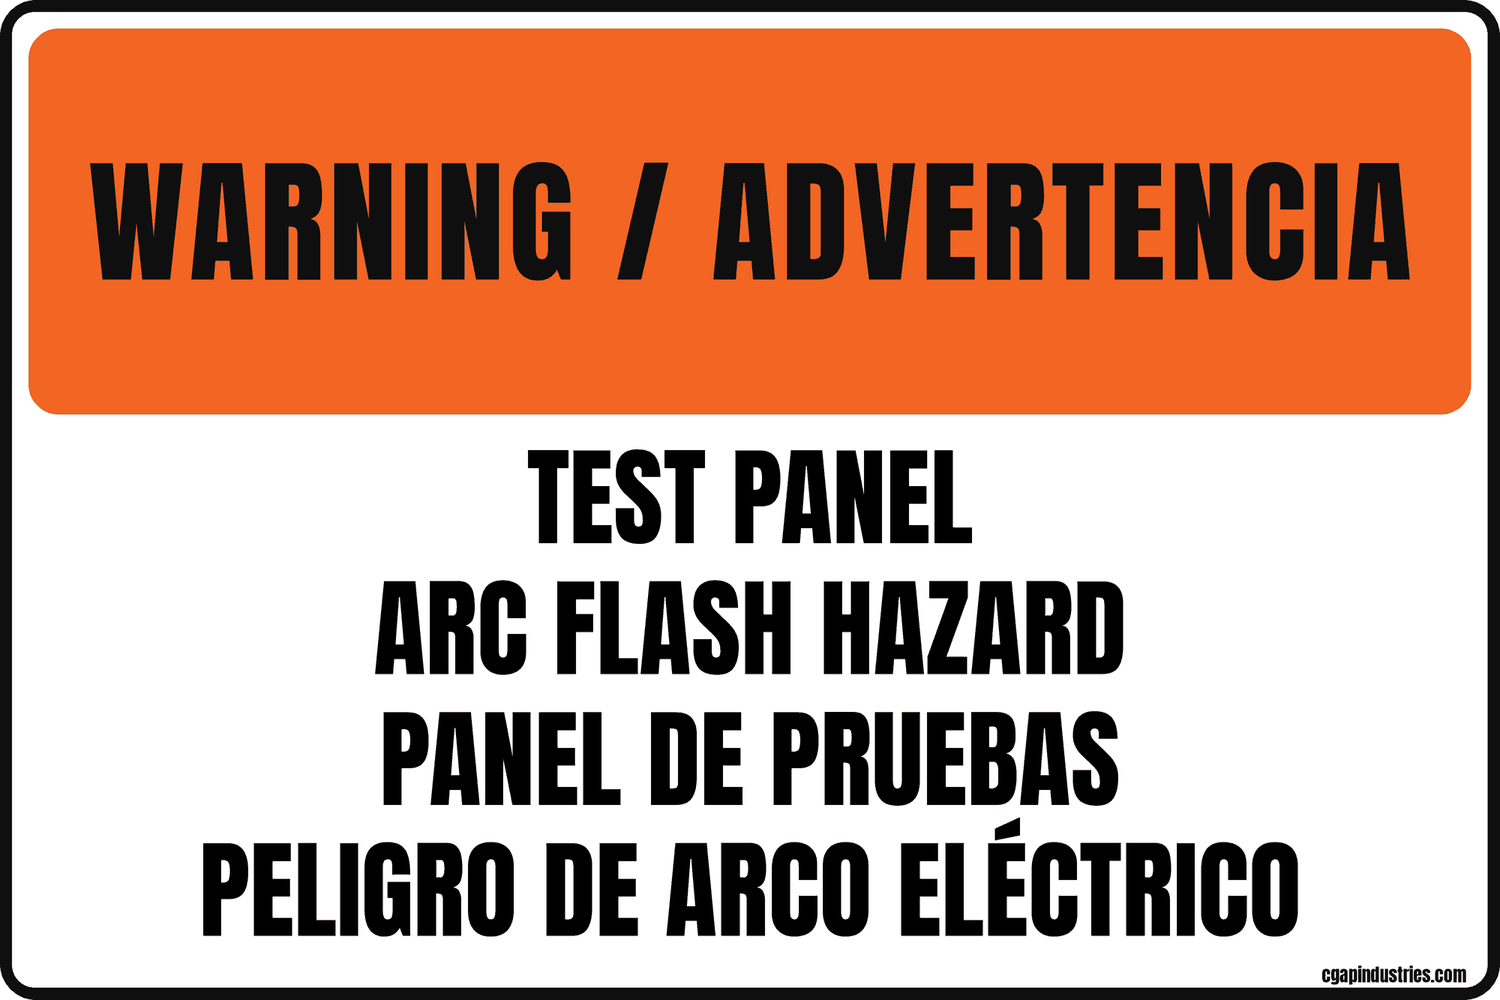 WARNING / ADVERTENCIA
TEST PANEL
ARC FLASH HAZARD
PANEL DE PRUEBAS
PELIGRO DE ARCO ELÉCTRICO
cgapindustries.com